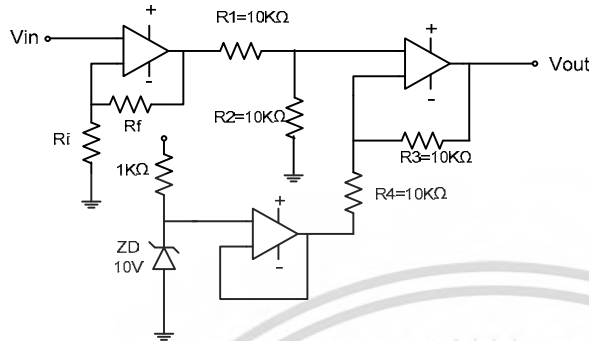 R1=10KΩ
Vin
+
-
+
-
Vout
Rf
R2=10KΩ
Ri
R3=10KΩ
1KΩ
R4=10KΩ
+
-
ZD
10V